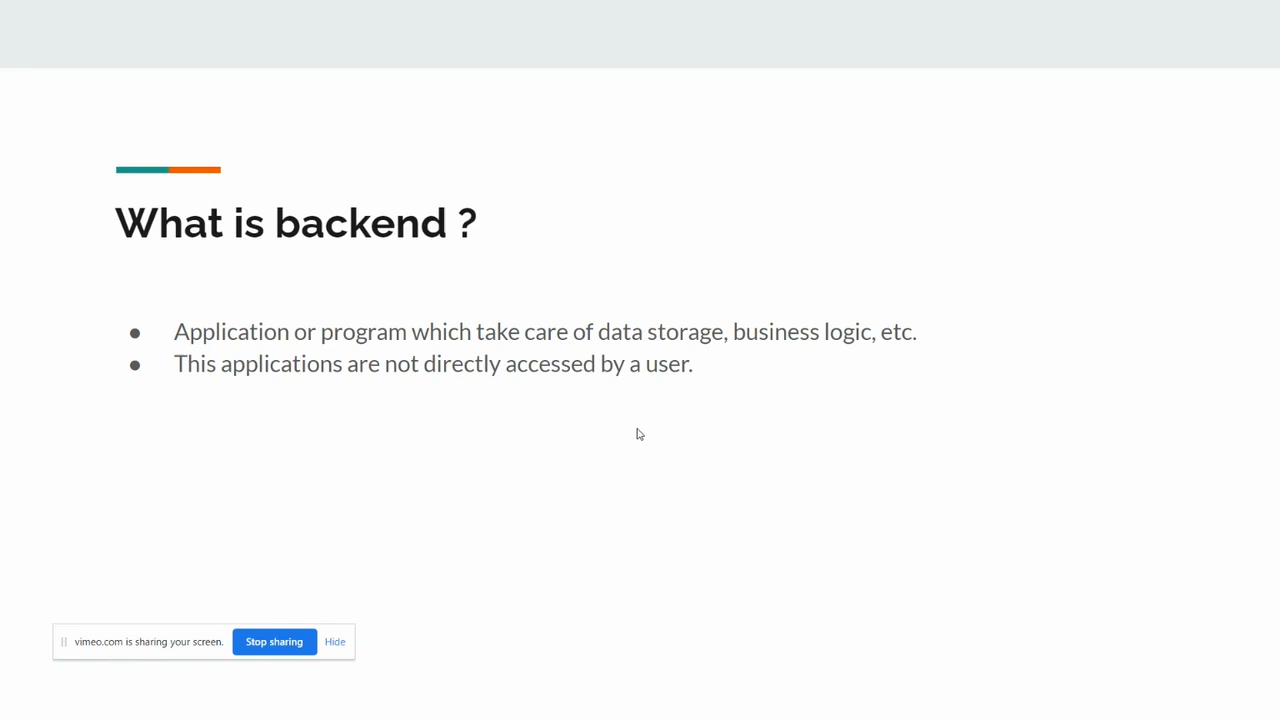 What is backend ?
● Application or program which take care of data storage, business logic, etc.
● This applications are not directly accessed by a user.
vimeo.com is sharing your screen. Stop sharing Hide